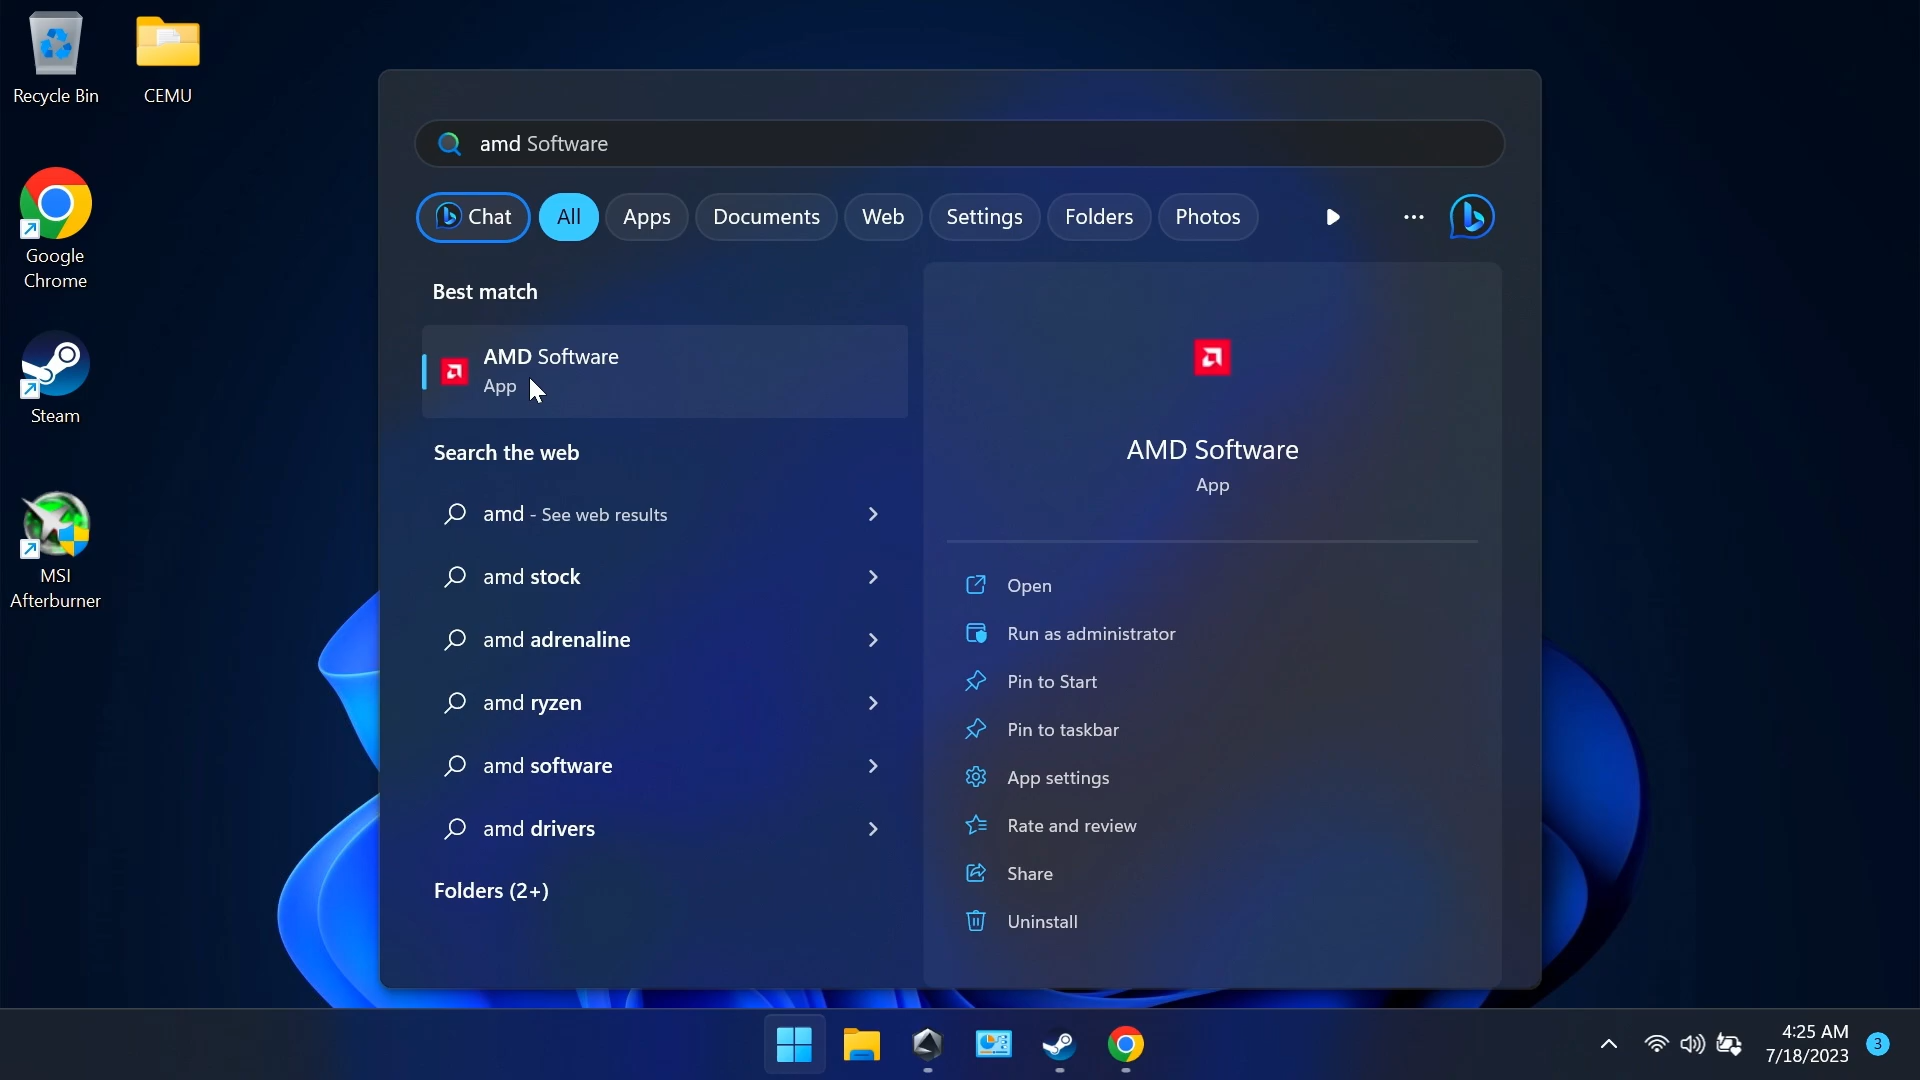 Recycle Bin
CEMU
Google
Chrome
Steam
MSI
Afterburner
amd Software
Chat
All
Apps
Documents
Web
Settings
Folders
Photos
Best match
AMD Software
App
Search the web
amd - See web results
amd stock
amd adrenaline
amd ryzen
amd software
amd drivers
Folders (2+)
AMD Software
App
Open
Run as administrator
Pin to Start
Pin to taskbar
App settings
Rate and review
Share
Uninstall
4:25 AM
7/18/2023
3